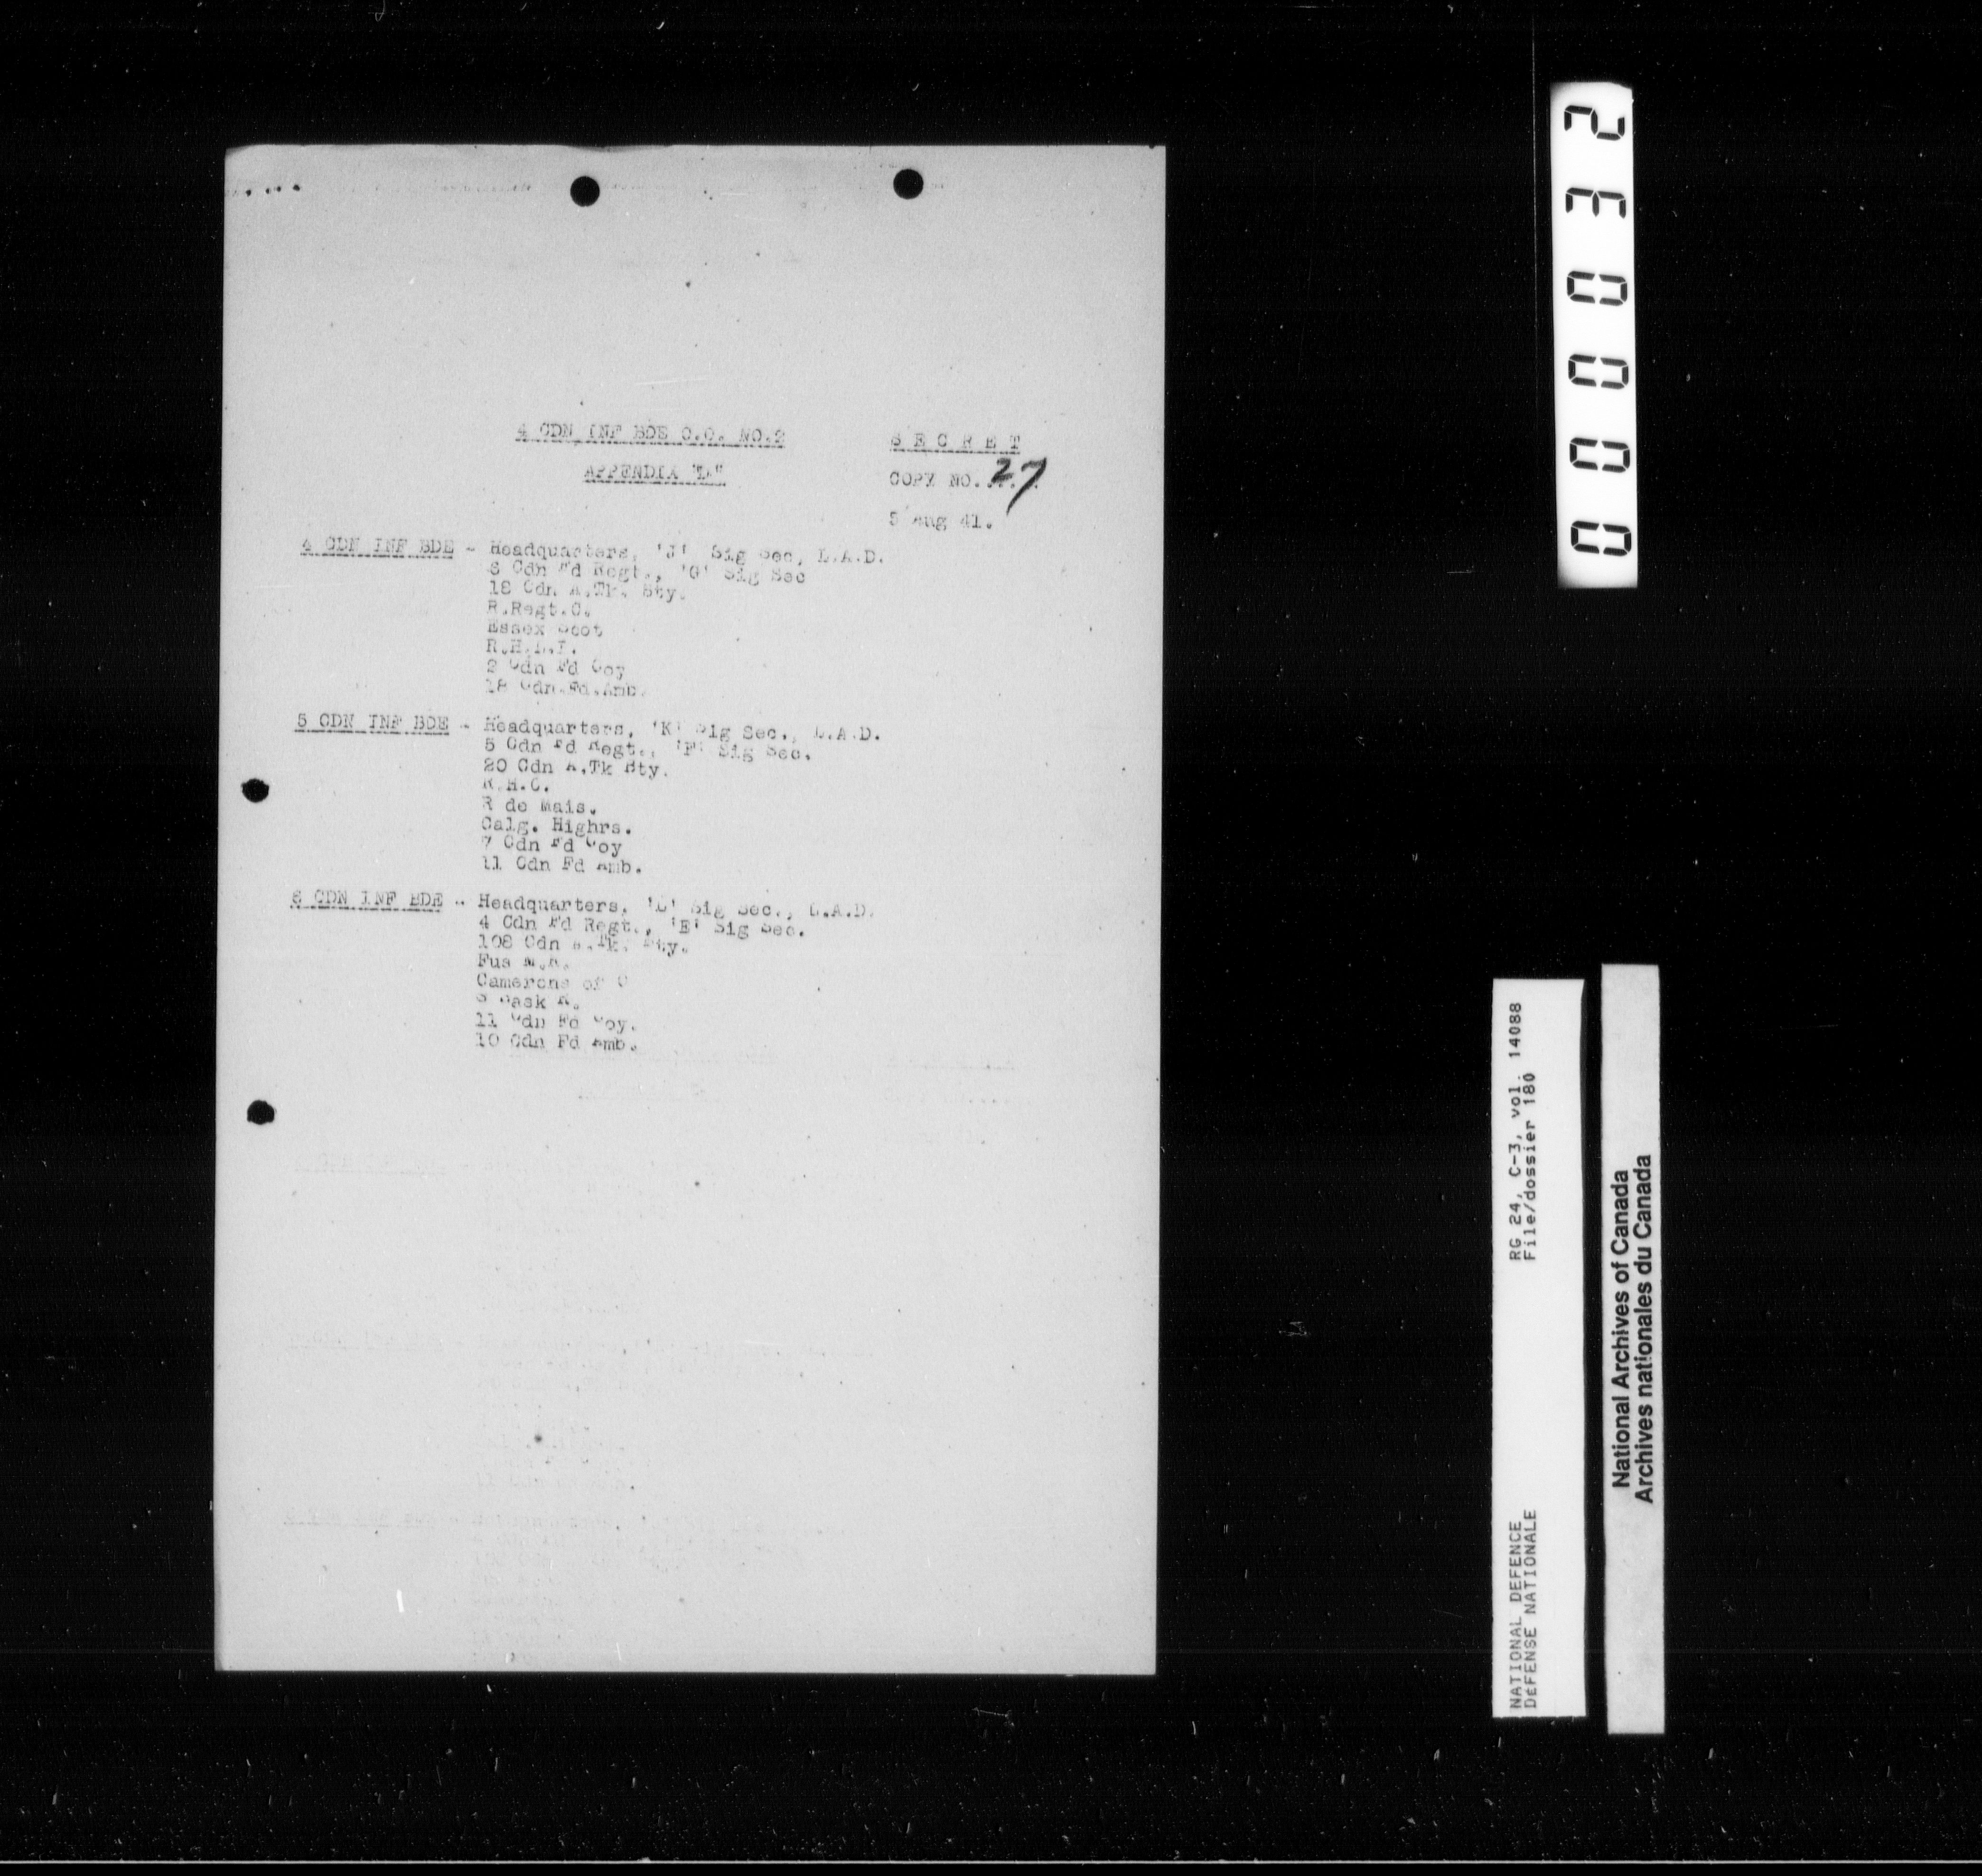 4 CDN INF BDE O.O. NO.2
SECRET
APPENDIX
COPY NO. 27
5 Aug 41.
4 CDN INF BDE - Headquarters, 'J' Sig Sec, L.A.D.
6 Cdn Fd Regt., 'G' Sig Sec
18 Cdn A.Tk. Bty.
R.Regt.C.
Essex Scot
R.H.L.I.
2 Cdn Fd Coy
18 Cdn.Fd.Amb.
5 CDN INF BDE - Headquarters, 'K' Sig Sec., L.A.D.
5 Cdn Fd Regt., 'F' Sig Sec.
20 Cdn A.Tk Bty.
R.H.C.
R de Mais.
Calg. Highrs.
7 Cdn Fd Coy
11 Cdn Fd Amb.
6 CDN INF BDE - Headquarters, 'L' Sig Sec., L.A.D.
4 Cdn Fd Regt., 'E' Sig Sec.
108 Cdn A.Tk. Bty.
Fus M.R.
Camerons of C
S Sask R.
11 Cdn Fd Coy.
10 Cdn Fd Amb.
000032
NATIONAL DEFENCE RG 24, C-3, vol. 14088
DEFENSE NATIONALE File/dossier 180
National Archives of Canada
Archives nationales du Canada